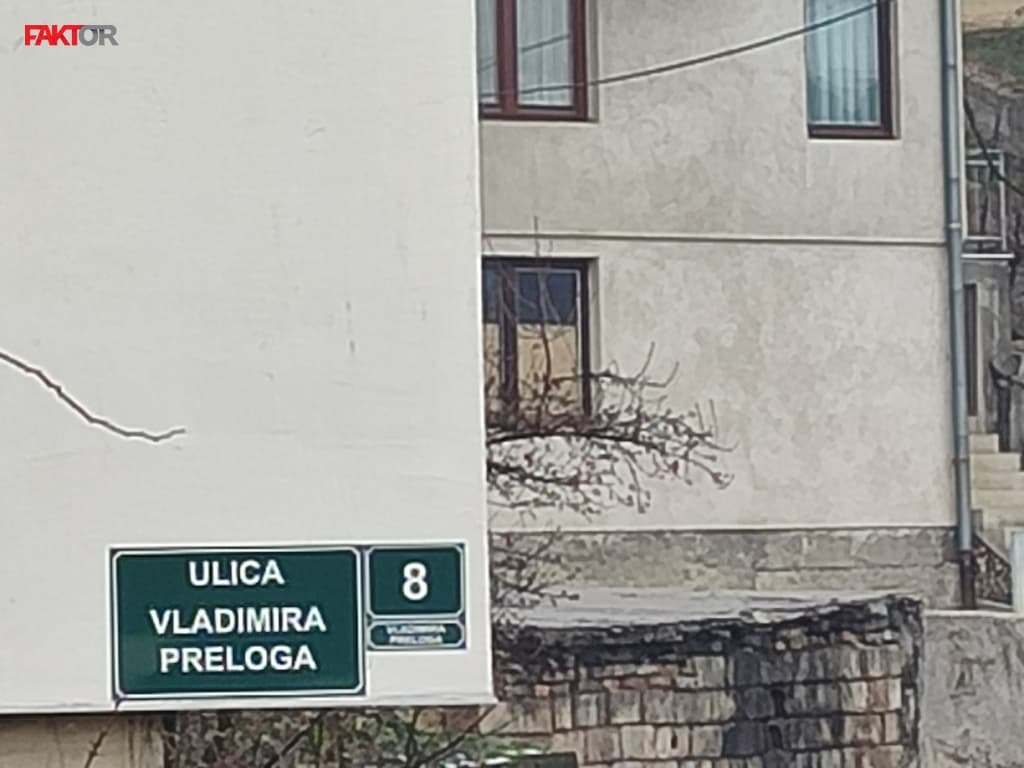 FAKTOR
ULICA
VLADIMIRA
PRELOGA
8
VLADIMIRA
PRELOGA